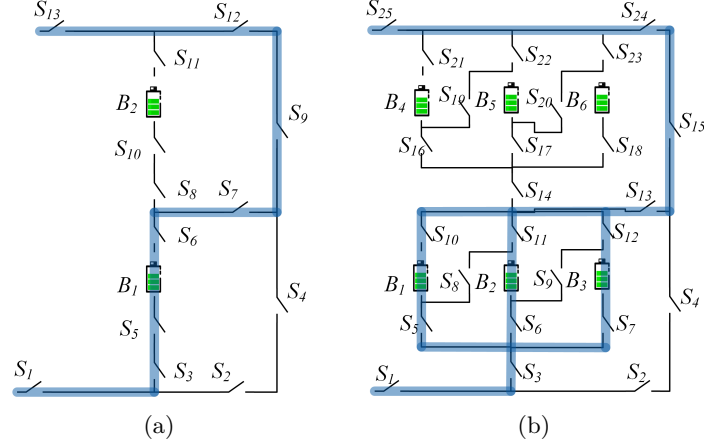 S13 S12
S11
B2
S9
S10
S8 S7
S6
B1
S4
S5
S3 S2
S1
(a)
S25 S24
S21 S22 S23
S19 S20
B4 B5 B6
S15
S16 S17 S18
S14 S13
S10 S11 S12
B1 S8 B2 S9 B3
S4
S5 S6 S7
S3 S2
S1
(b)